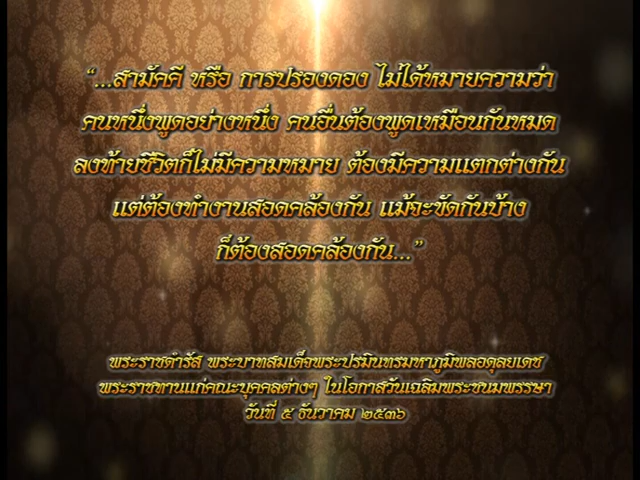 “...สามัคคี หรือ การปรองดอง ไม่ได้หมายความว่า
คนหนึ่งพูดอย่างหนึ่ง คนอื่นต้องพูดเหมือนกันหมด
ลงท้ายชีวิตก็ไม่มีความหมาย ต้องมีความแตกต่างกัน
แต่ต้องทำงานสอดคล้องกัน แม้จะขัดกันบ้าง
ก็ต้องสอดคล้องกัน...”
พระราชดำรัส พระบาทสมเด็จพระปรมินทรมหาภูมิพลอดุลยเดช
พระราชทานแก่คณะบุคคลต่างๆ ในโอกาสวันเฉลิมพระชนมพรรษา
วันที่ ๕ ธันวาคม ๒๕๓๖